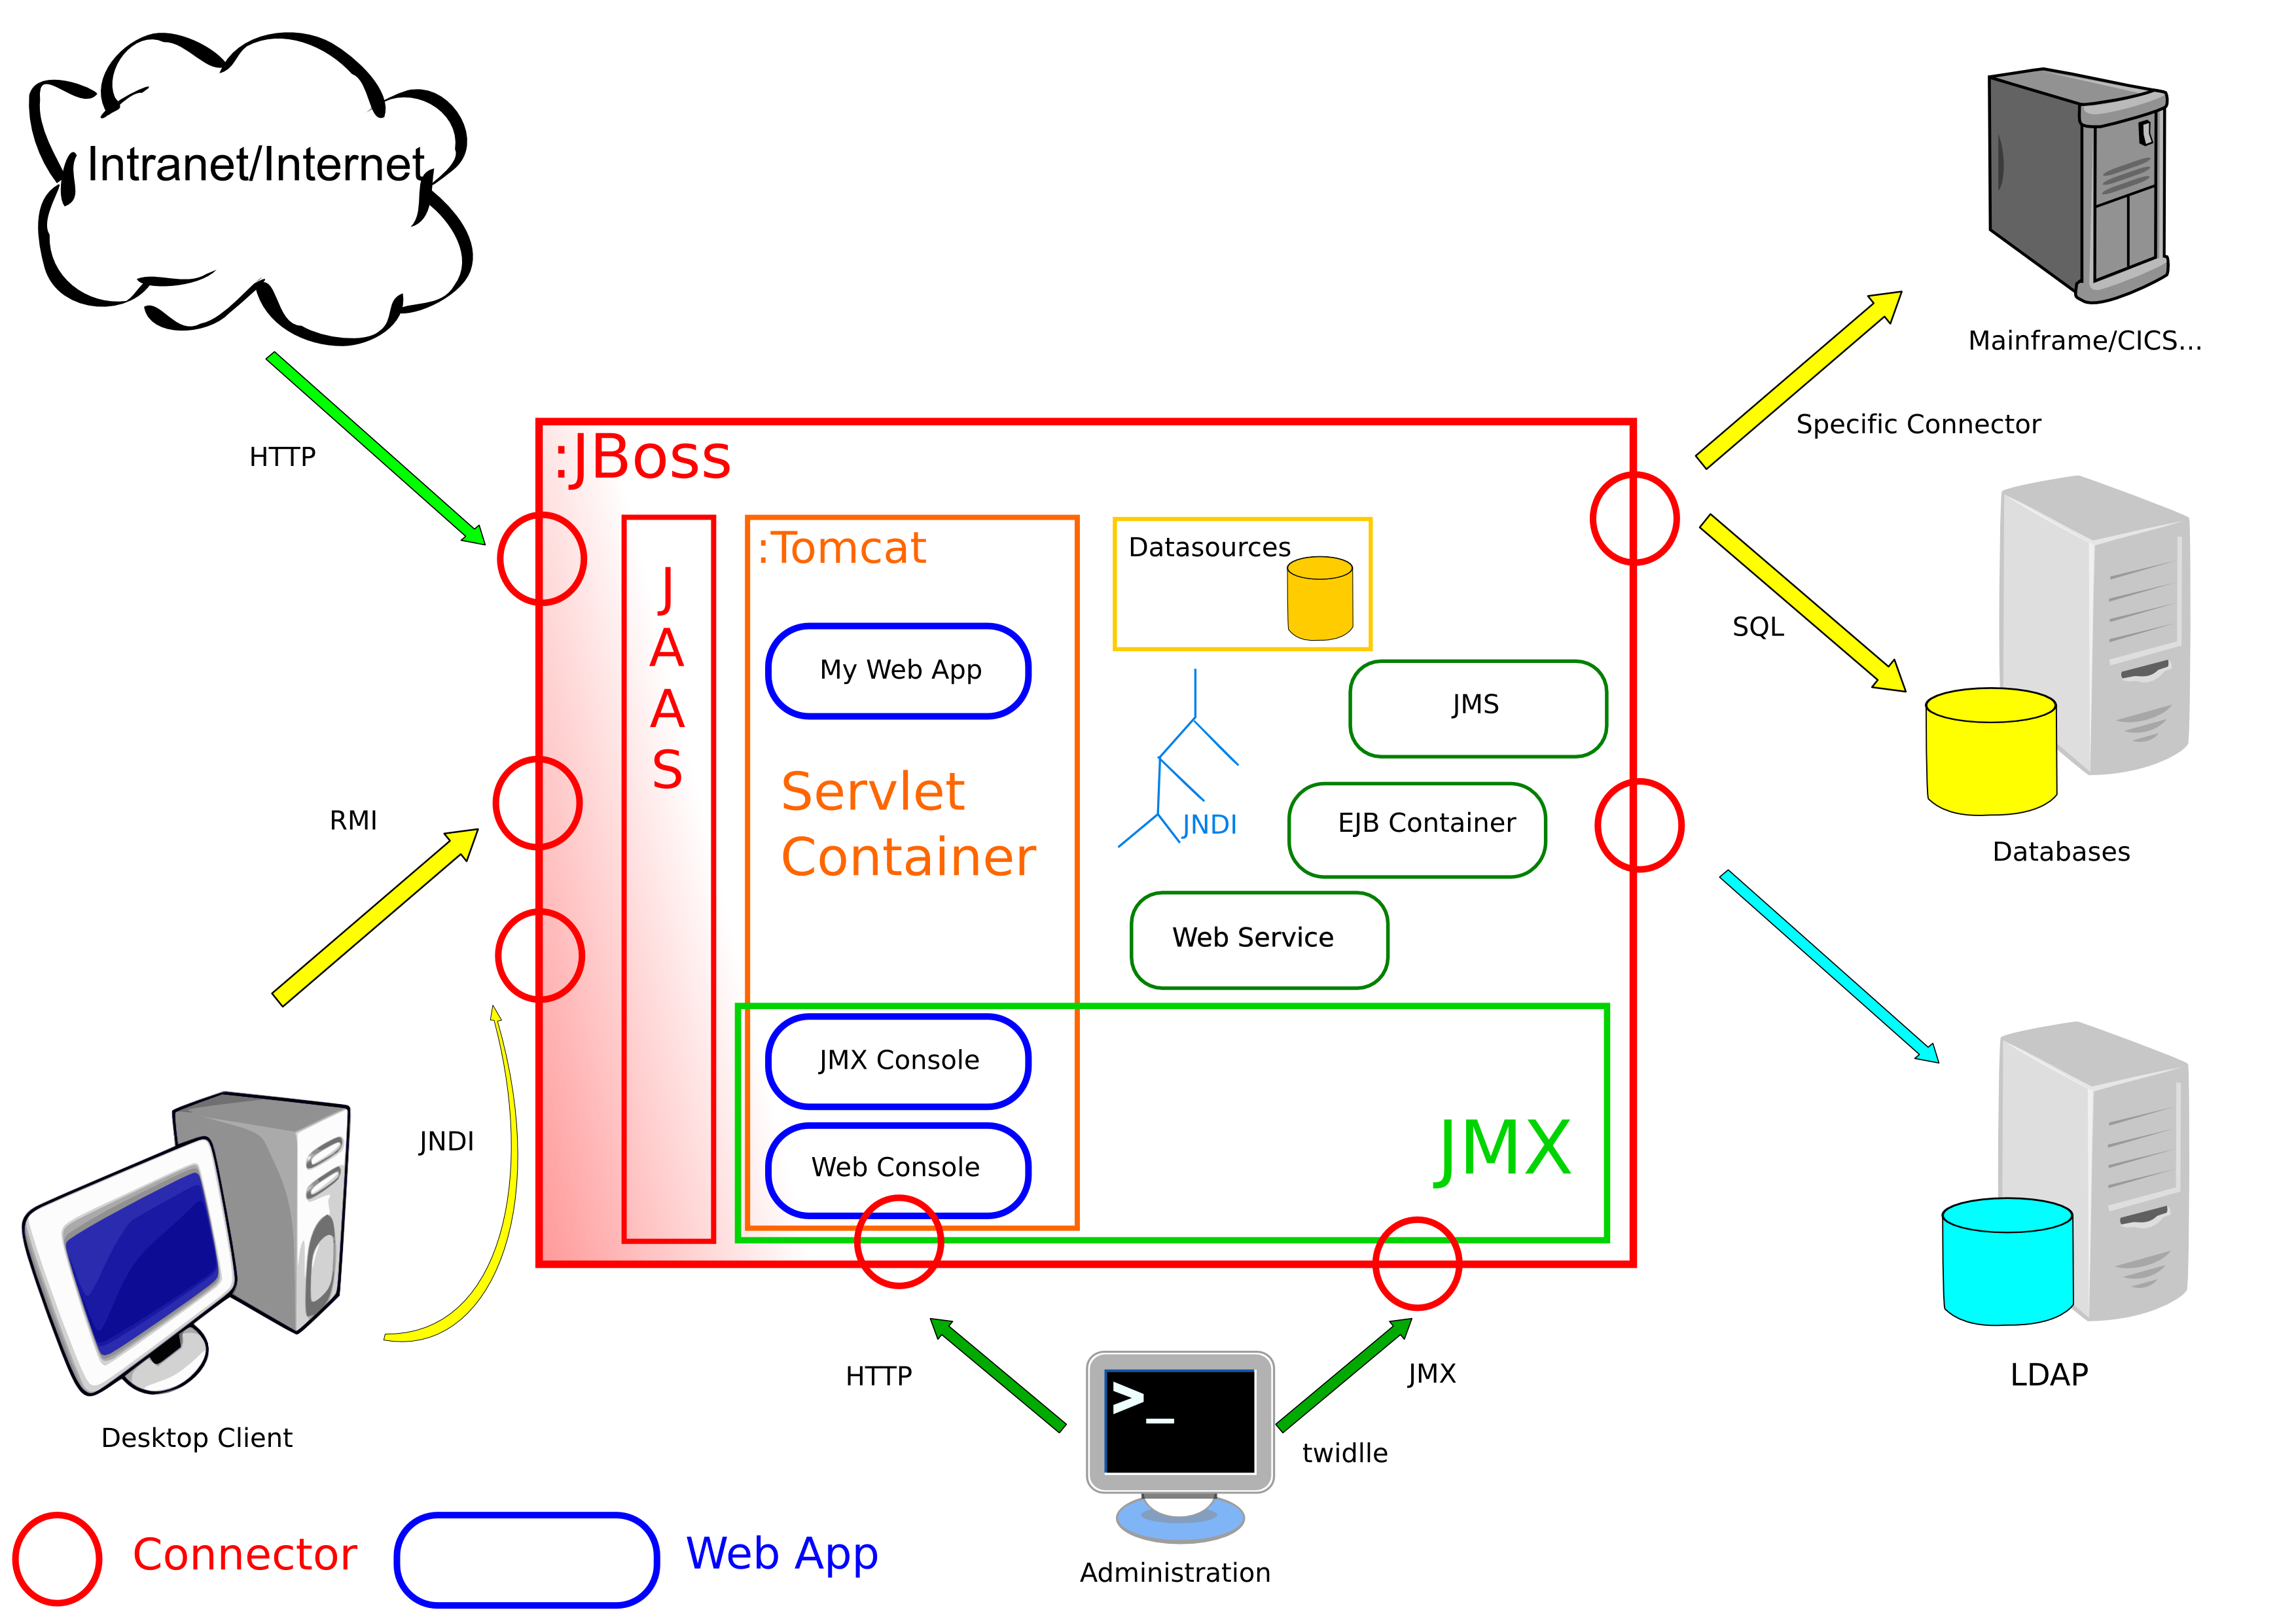 Intranet/Internet
Mainframe/CICS...
Specific Connector
HTTP
:JBoss
J
A
A
S
:Tomcat
My Web App
Servlet
Container
Datasources
JMS
JNDI
EJB Container
Web Service
SQL
Databases
RMI
JNDI
JMX Console
Web Console
JMX
HTTP
JMX
>_
twidlle
LDAP
Desktop Client
Administration
Connector
Web App